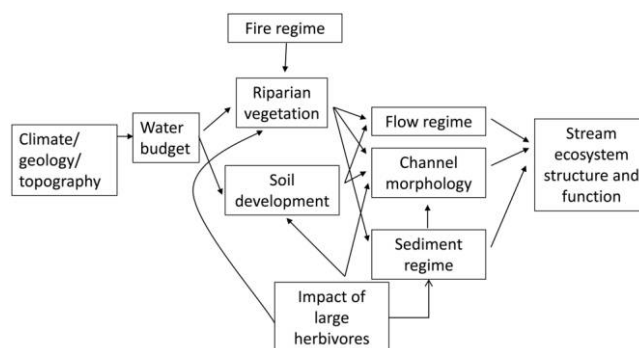 Fire regime
Riparian
vegetation
Climate/
geology/
topography
Water
budget
Soil
development
Flow regime
Channel
morphology
Sediment
regime
Stream
ecosystem
structure and
function
Impact of
large
herbivores